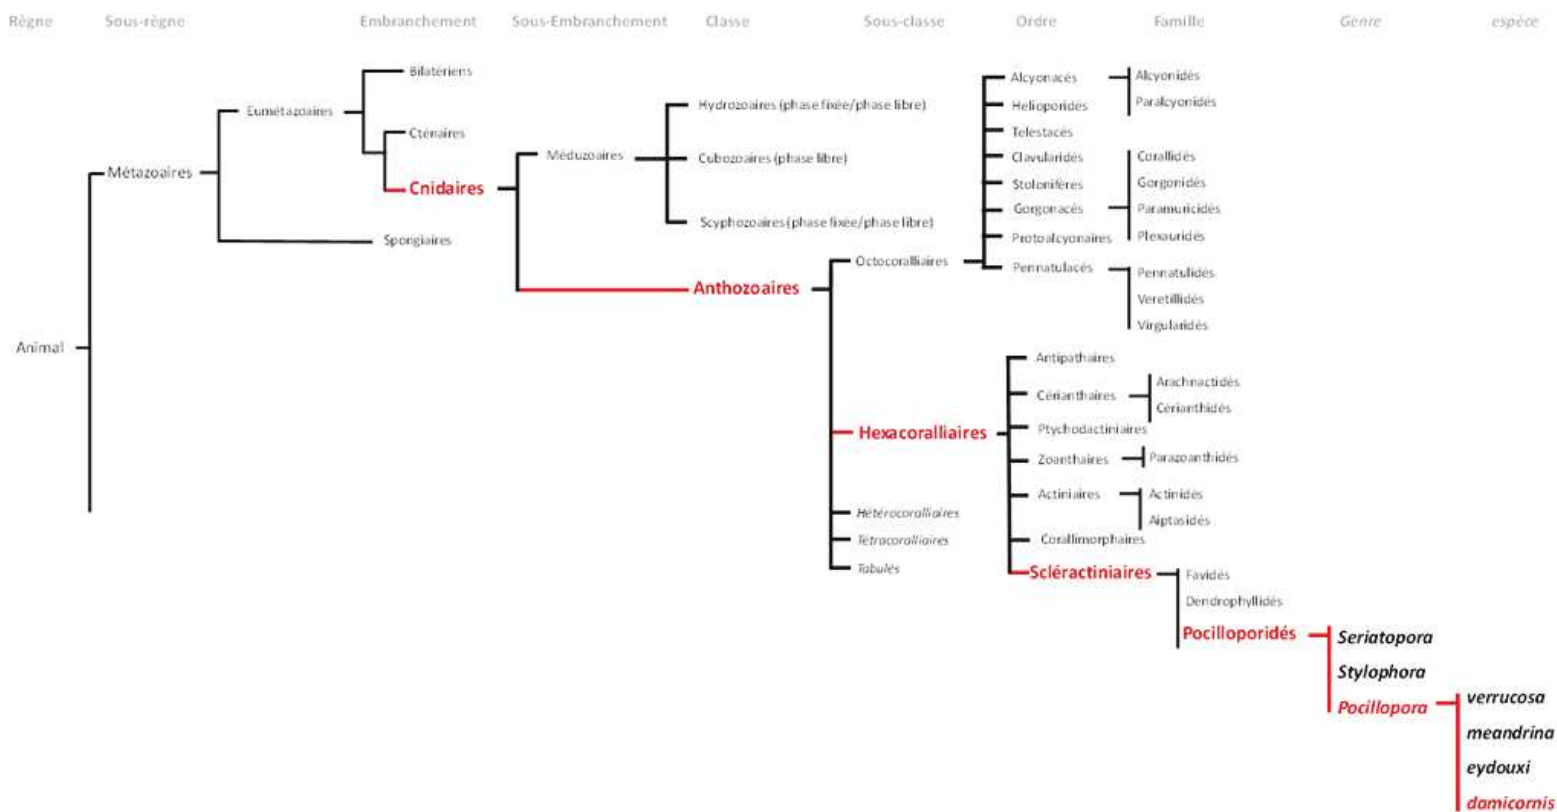 Règne Sous-règne Embranchement Sous-Embranchement Classe Sous-classe Ordre Famille Genre espèce
Animal
Métazoaires
Eumétazoaires
Spongiaires
Bilatériens
Cténaires
Cnidaires
Méduzoaires
Hydrozoaires (phase fixée/phase libre)
Cubozoaires (phase libre)
Scyphozoaires (phase fixée/phase libre)
Anthozoaires
Octocoralliaires
Alcyonacés
Alcyonidés
Paralcyonidés
Helioporidés
Telestacés
Clavularidés
Stolonifères
Gorgonacés
Corallidés
Gorgonidés
Paramuricidés
Plexauridés
Protoalcyonaires
Pennatulacés
Pennatulidés
Veretillidés
Virgularidés
Hexacoralliaires
Antipathaires
Cérianthaires
Arachnactidés
Cérianthidés
Ptychodactiniaires
Zoanthaires
Parazoanthidés
Actiniaires
Actinidés
Aiptasidés
Corallimorphaires
Scléractiniaires
Favidés
Dendrophyllidés
Pocilloporidés
Seriatopora
Stylophora
Pocillopora
verrucosa
meandrina
eydouxi
damicornis
Hétérocoralliaires
Tétracoralliaires
Tabulés